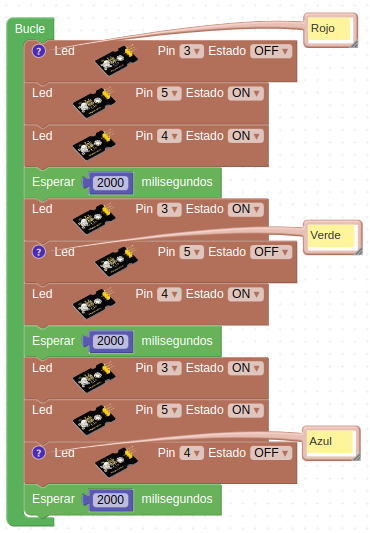 Bucle
Rojo
? Led Pin 3 Estado OFF
Led Pin 5 Estado ON
Led Pin 4 Estado ON
Esperar 2000 milisegundos
Led Pin 3 Estado ON
Verde
? Led Pin 5 Estado OFF
Led Pin 4 Estado ON
Esperar 2000 milisegundos
Led Pin 3 Estado ON
Led Pin 5 Estado ON
Azul
? Led Pin 4 Estado OFF
Esperar 2000 milisegundos